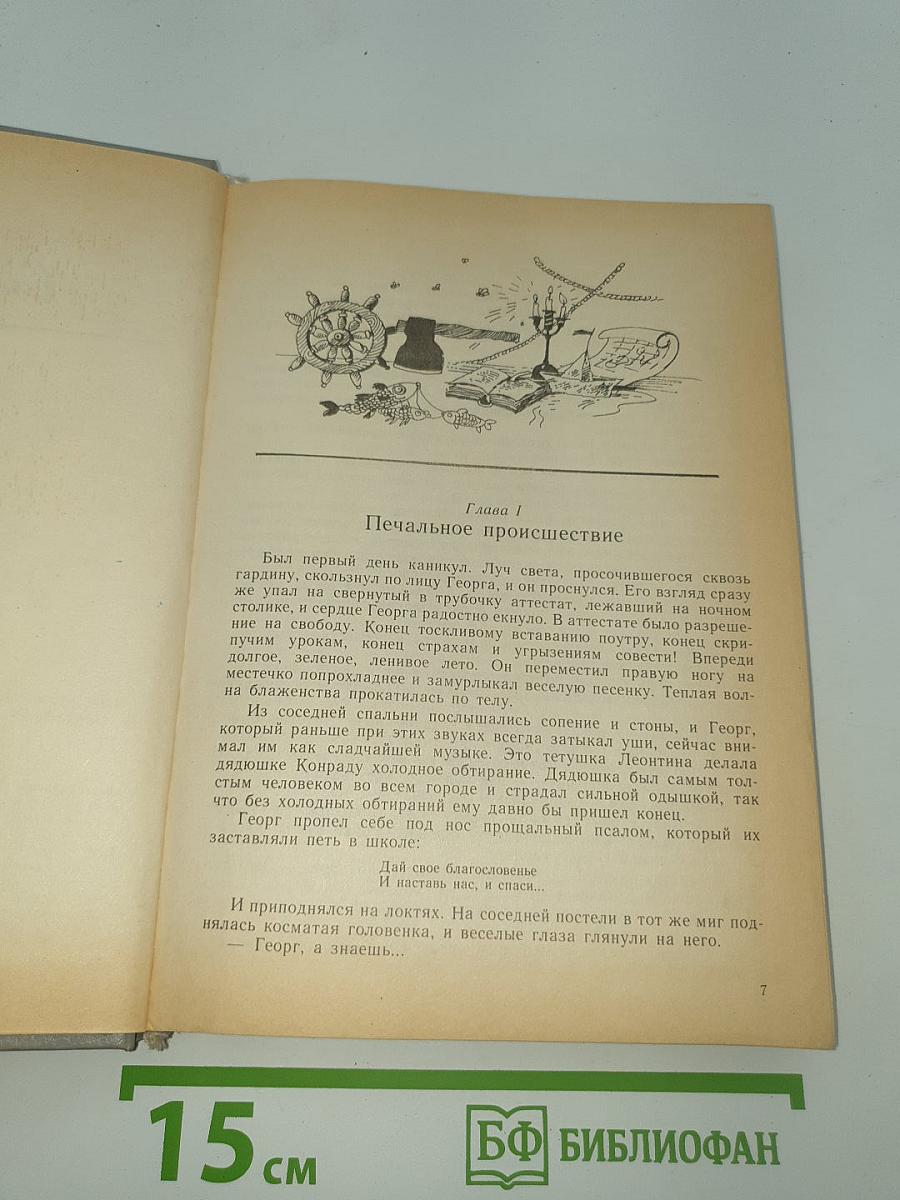 Глава I
Печальное происшествие
Был первый день каникул. Луч света, просочившегося сквозь
гардину, скользнул по лицу Георга, и он проснулся. Его взгляд сразу
же упал на свернутый в трубочку аттестат, лежавший на ночном
столике, и сердце Георга радостно екнуло. В аттестате было разреше-
ние на свободу. Конец тоскливому вставанию поутру, конец скри-
пучим урокам, конец страхам и угрызениям совести! Впереди
долгое, зеленое, ленивое лето. Он переместил правую ногу на
местечко попрохладнее и замурлыкал веселую песенку. Теплая вол-
на блаженства прокатилась по телу.
Из соседней спальни послышались сопение и стоны, и Георг,
который раньше при этих звуках всегда затыкал уши, сейчас вни-
мал им как сладчайшей музыке. Это тетушка Леонтина делала
дядюшке Конраду холодное обтирание. Дядюшка был самым тол-
стым человеком во всем городе и страдал сильной одышкой, так
что без холодных обтираний ему давно бы пришел конец.
Георг пропел себе под нос прощальный псалом, который их
заставляли петь в школе:
Дай свое благословенье
И наставь нас, и спаси...
И приподнялся на локтях. На соседней постели в тот же миг под-
нялась косматая головенка, и веселые глаза глянули на него.
— Георг, а знаешь...
7
15 см
БФ БИБЛИОФАН